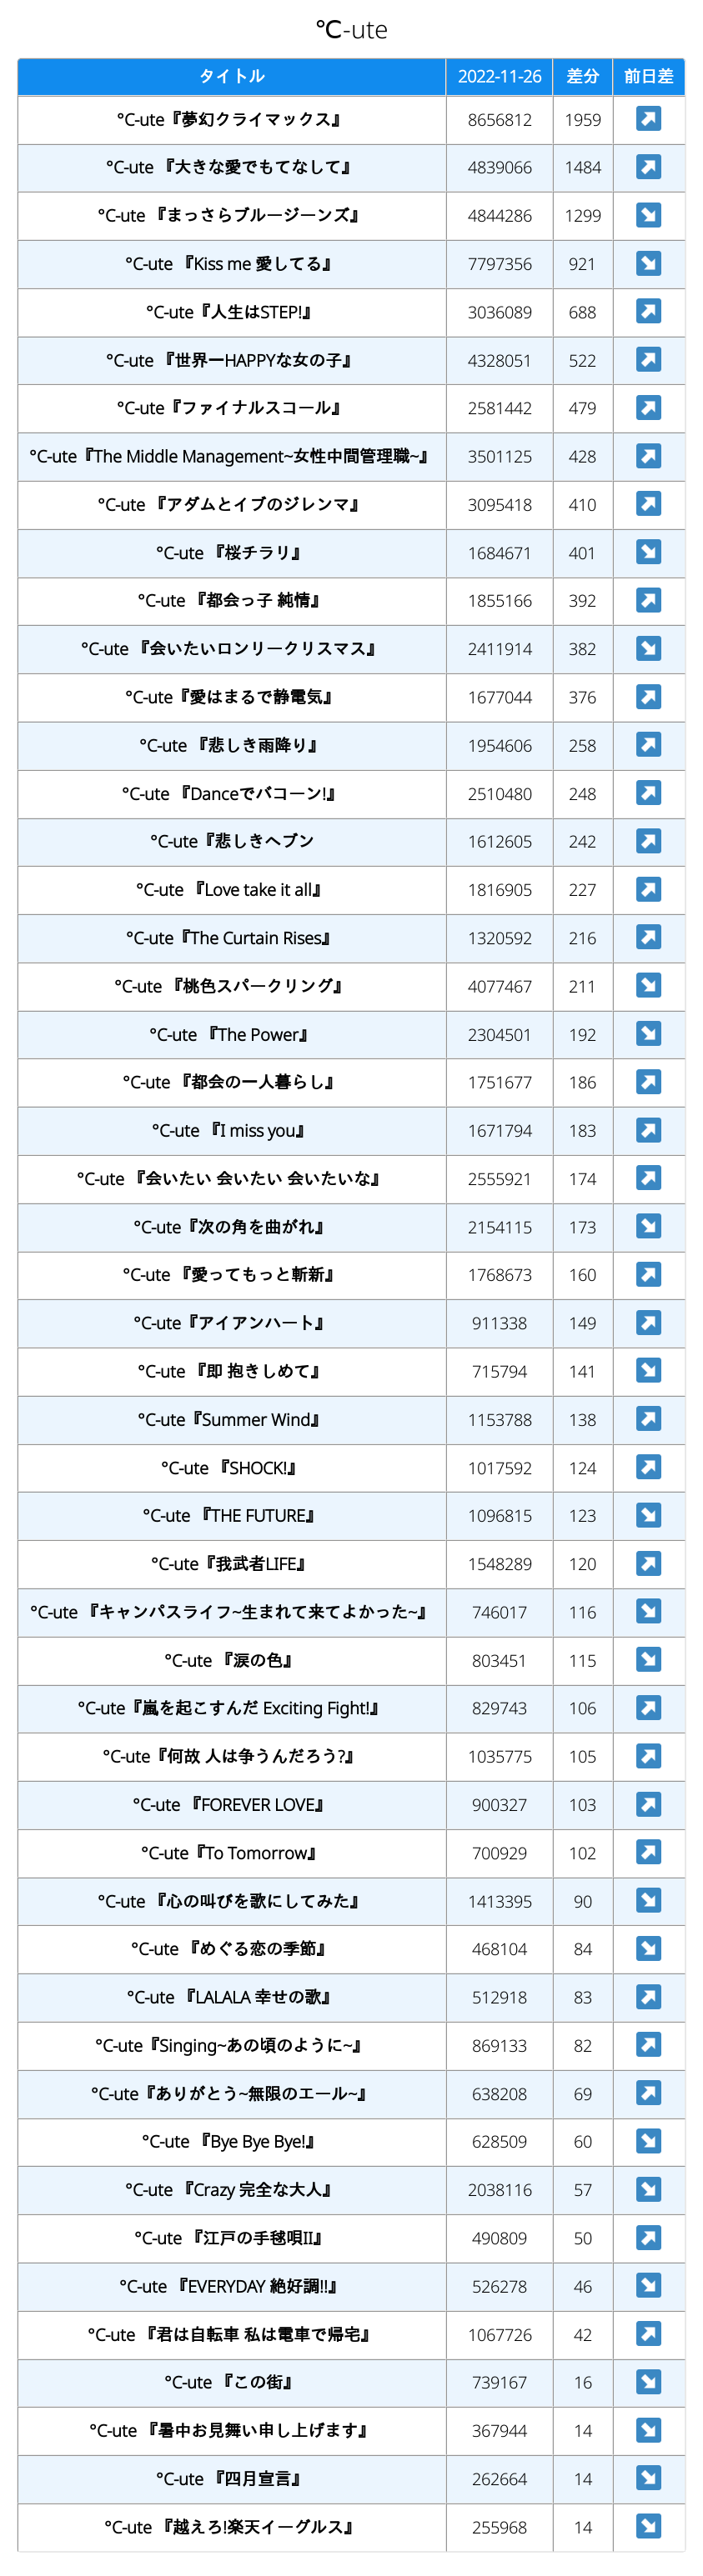 ℃-ute
タイトル 2022-11-26 差分 前日差
°C-ute『夢幻クライマックス』 8656812 1959 ↗
°C-ute 『大きな愛でもてなして』 4839066 1484 ↗
°C-ute 『まっさらブルージーンズ』 4844286 1299 ↘
°C-ute 『Kiss me 愛してる』 7797356 921 ↘
°C-ute『人生はSTEP!』 3036089 688 ↗
°C-ute 『世界一HAPPYな女の子』 4328051 522 ↗
°C-ute『ファイナルスコール』 2581442 479 ↗
°C-ute『The Middle Management~女性中間管理職~』 3501125 428 ↗
°C-ute 『アダムとイブのジレンマ』 3095418 410 ↗
°C-ute 『桜チラリ』 1684671 401 ↘
°C-ute 『都会っ子 純情』 1855166 392 ↗
°C-ute 『会いたいロンリークリスマス』 2411914 382 ↘
°C-ute『愛はまるで静電気』 1677044 376 ↗
°C-ute 『悲しき雨降り』 1954606 258 ↗
°C-ute 『Danceでバコーン!』 2510480 248 ↗
°C-ute『悲しきヘブン 1612605 242 ↗
°C-ute 『Love take it all』 1816905 227 ↗
°C-ute『The Curtain Rises』 1320592 216 ↗
°C-ute 『桃色スパークリング』 4077467 211 ↘
°C-ute 『The Power』 2304501 192 ↘
°C-ute 『都会の一人暮らし』 1751677 186 ↗
°C-ute 『I miss you』 1671794 183 ↗
°C-ute 『会いたい 会いたい 会いたいな』 2555921 174 ↗
°C-ute『次の角を曲がれ』 2154115 173 ↘
°C-ute 『愛ってもっと斬新』 1768673 160 ↗
°C-ute『アイアンハート』 911338 149 ↗
°C-ute 『即 抱きしめて』 715794 141 ↘
°C-ute『Summer Wind』 1153788 138 ↗
°C-ute 『SHOCK!』 1017592 124 ↗
°C-ute 『THE FUTURE』 1096815 123 ↘
°C-ute『我武者LIFE』 1548289 120 ↗
°C-ute 『キャンパスライフ~生まれて来てよかった~』 746017 116 ↘
°C-ute 『涙の色』 803451 115 ↘
°C-ute『嵐を起こすんだ Exciting Fight!』 829743 106 ↗
°C-ute『何故 人は争うんだろう?』 1035775 105 ↗
°C-ute 『FOREVER LOVE』 900327 103 ↗
°C-ute『To Tomorrow』 700929 102 ↗
°C-ute 『心の叫びを歌にしてみた』 1413395 90 ↘
°C-ute 『めぐる恋の季節』 468104 84 ↘
°C-ute 『LALALA 幸せの歌』 512918 83 ↗
°C-ute『Singing~あの頃のように~』 869133 82 ↗
°C-ute『ありがとう~無限のエール~』 638208 69 ↗
°C-ute 『Bye Bye Bye!』 628509 60 ↘
°C-ute 『Crazy 完全な大人』 2038116 57 ↘
°C-ute 『江戸の手毬唄II』 490809 50 ↗
°C-ute 『EVERYDAY 絶好調!!』 526278 46 ↘
°C-ute 『君は自転車 私は電車で帰宅』 1067726 42 ↗
°C-ute 『この街』 739167 16 ↘
°C-ute 『暑中お見舞い申し上げます』 367944 14 ↘
°C-ute 『四月宣言』 262664 14 ↘
°C-ute 『越えろ!楽天イーグルス』 255968 14 ↘